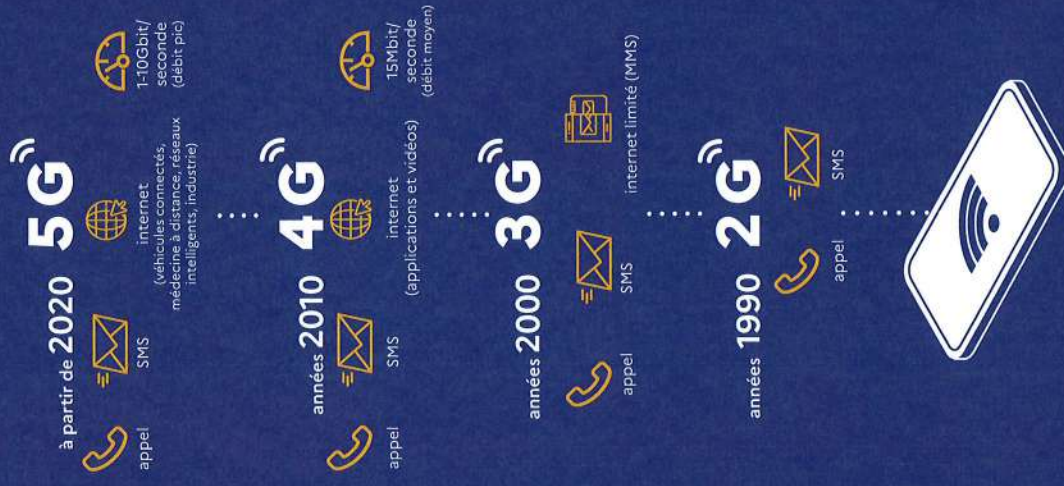 à partir de 2020 5G
appel
SMS
internet
(véhicules connectés,
médecine à distance, réseaux
intelligents, industrie)
1-10Gbit/
seconde
(débit pic)
années 2010 4G
appel
SMS
internet
(applications et vidéos)
15Mbit/
seconde
(débit moyen)
années 2000 3G
appel
SMS
internet limité (MMS)
années 1990 2G
appel
SMS